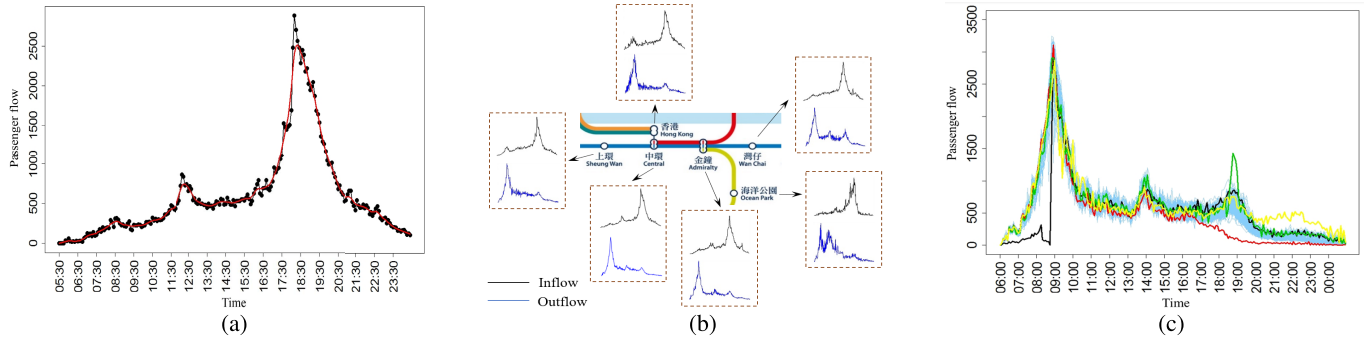 Passenger flow
2500
2000
1500
1000
500
0
05:30
06:30
07:30
08:30
09:30
10:30
11:30
12:30
13:30
14:30
15:30
16:30
17:30
18:30
19:30
20:30
21:30
22:30
23:30
Time
(a)
香港
Hong Kong
上環
Sheung Wan
中環
Central
金鐘
Admiralty
灣仔
Wan Chai
海洋公園
Ocean Park
Inflow
Outflow
(b)
Passenger flow
3500
2500
1500
500
0
06:00
07:00
08:00
09:00
10:00
11:00
12:00
13:00
14:00
15:00
16:00
17:00
18:00
19:00
20:00
21:00
22:00
23:00
00:00
Time
(c)